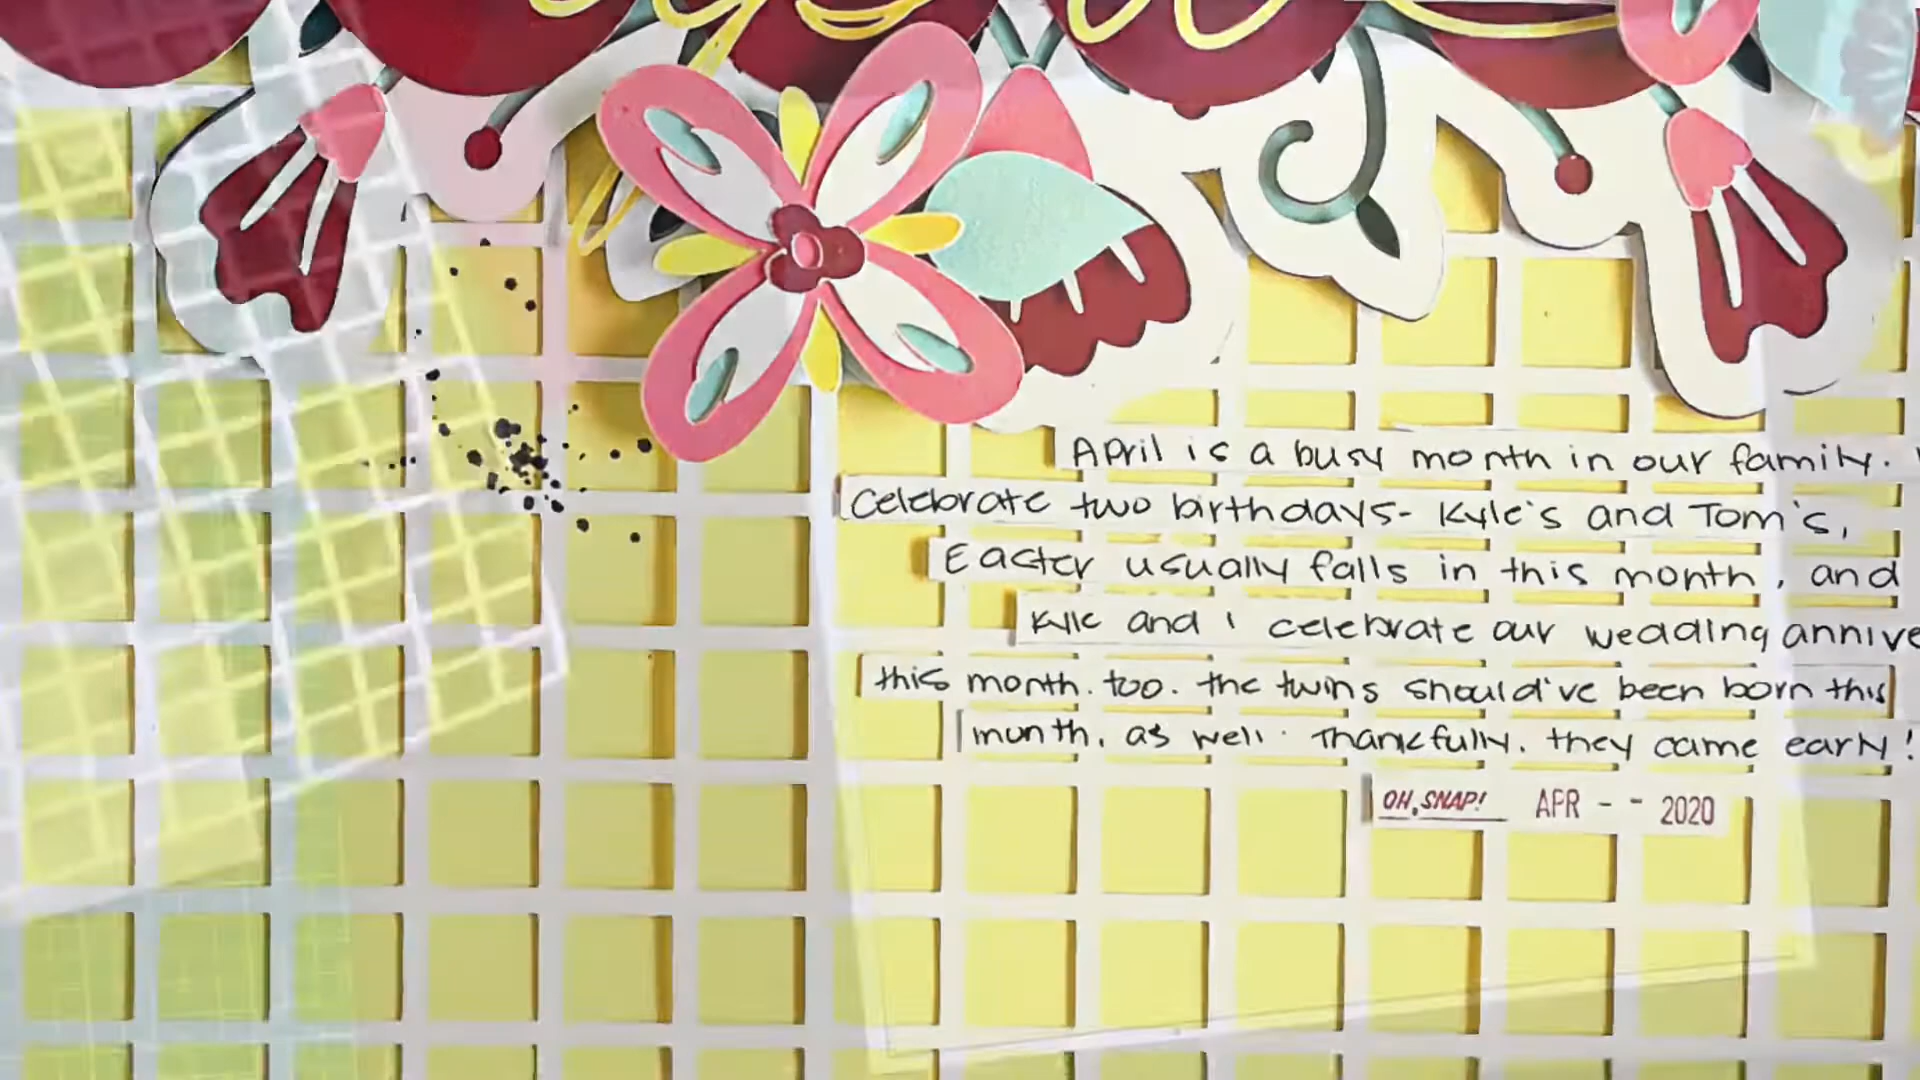 April is a busy month in our family.
celebrate two birthdays- Kyle's and Tom's,
Easter usually falls in this month, and
Kyle and I celebrate our wedding annive
this month. too. the twins should've been born this
month, as well. Thankfully, they came early!
OH, SNAP! APR - - 2020